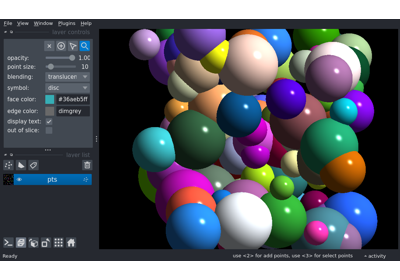 File View Window Plugins Help
layer controls
opacity: 1.00
point size: 10
blending: translucen
symbol: disc
face color: #36aeb5ff
edge color: dimgrey
display text:
out of slice:
layer list
pts
Ready use <2> for add points, use <3> for select points activity